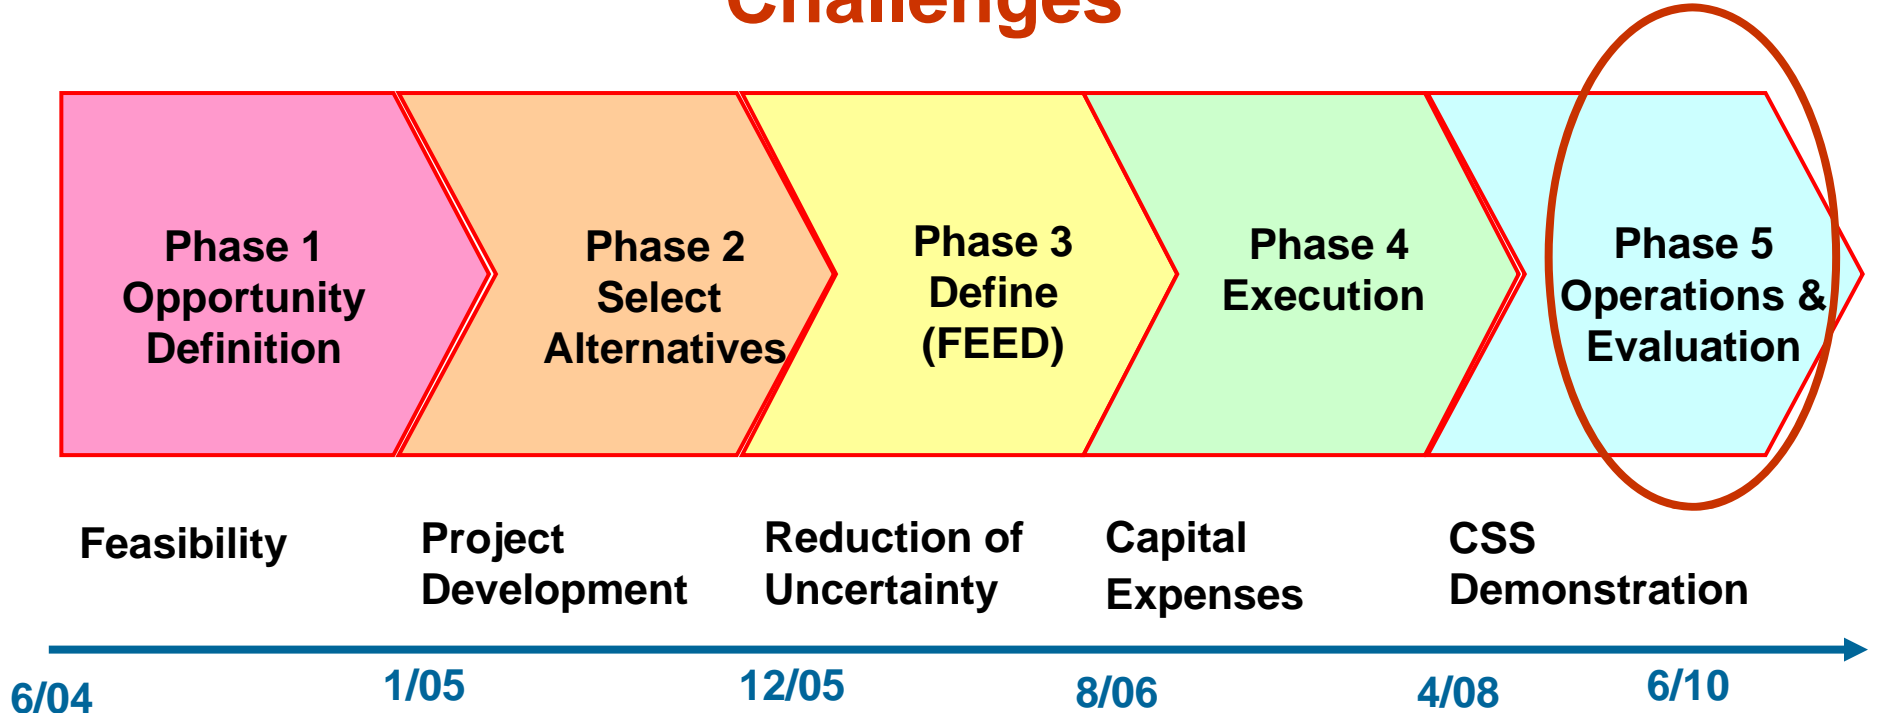 Challenges
Phase 1
Opportunity
Definition
Phase 2
Select
Alternatives
Phase 3
Define
(FEED)
Phase 4
Execution
Phase 5
Operations &
Evaluation
Feasibility
Project
Development
Reduction of
Uncertainty
Capital
Expenses
CSS
Demonstration
6/04
1/05
12/05
8/06
4/08
6/10